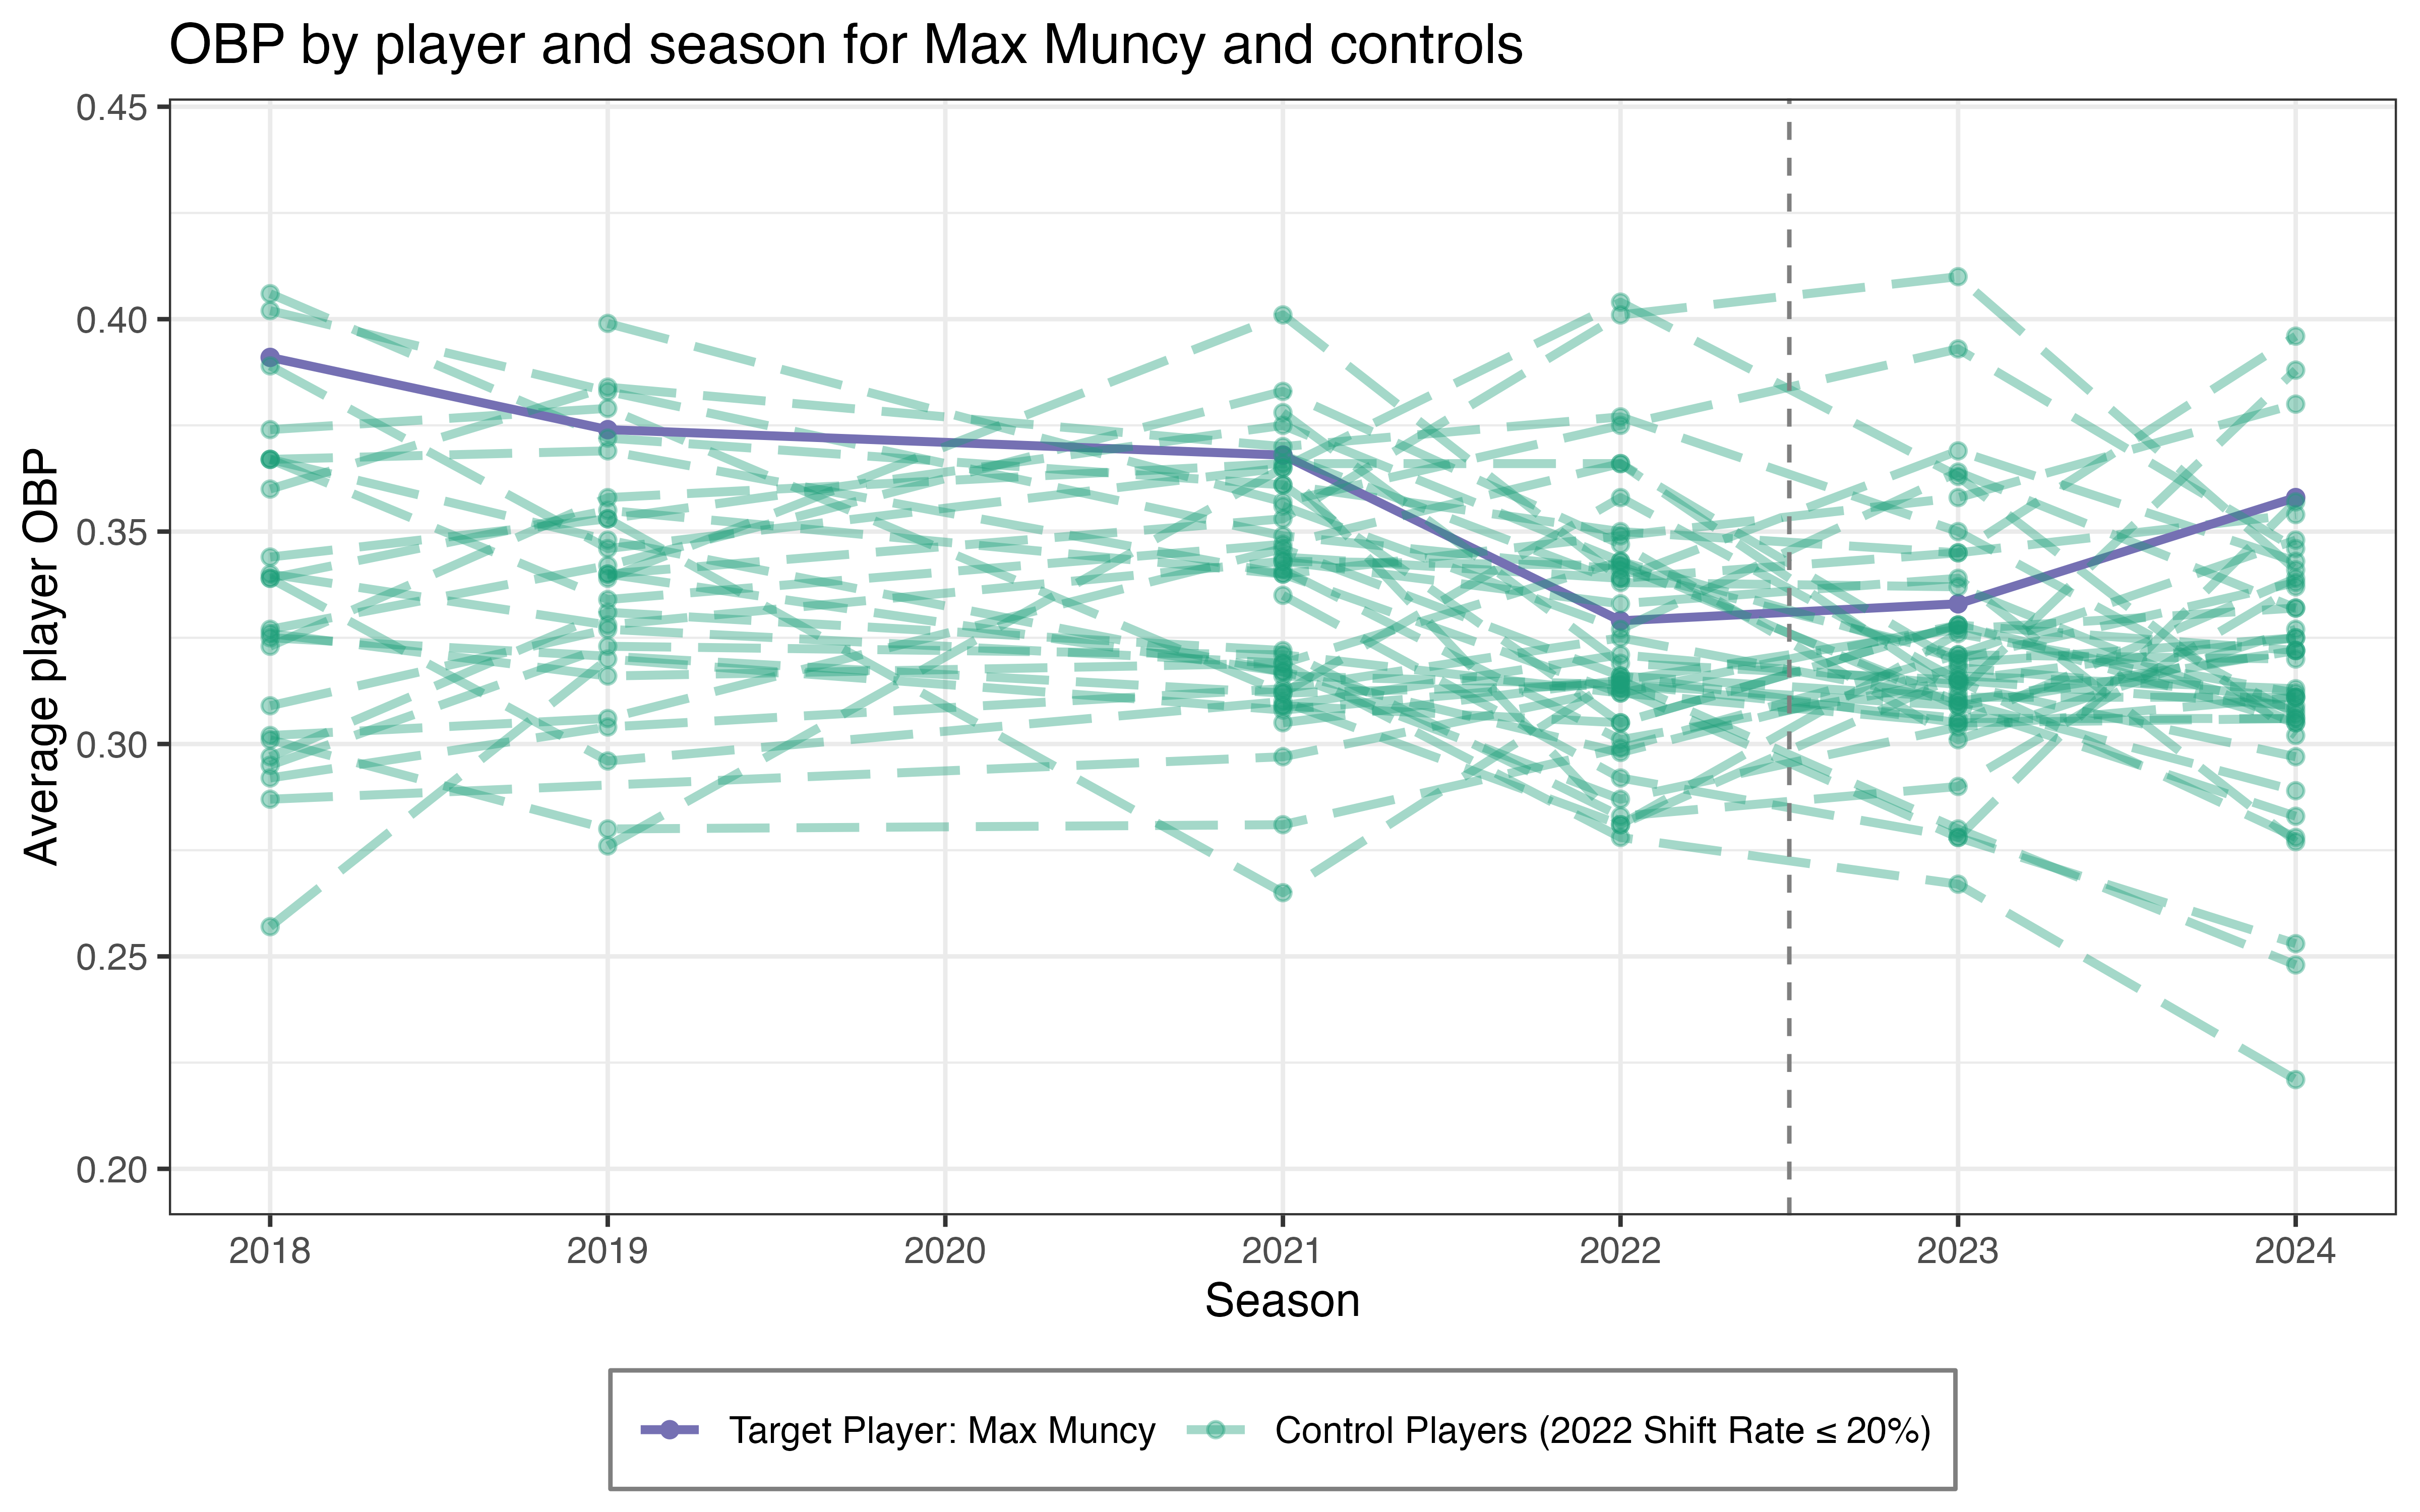 OBP by player and season for Max Muncy and controls
Average player OBP
0.45
0.40
0.35
0.30
0.25
0.20
2018 2019 2020 2021 2022 2023 2024
Season
Target Player: Max Muncy Control Players (2022 Shift Rate ≤ 20%)